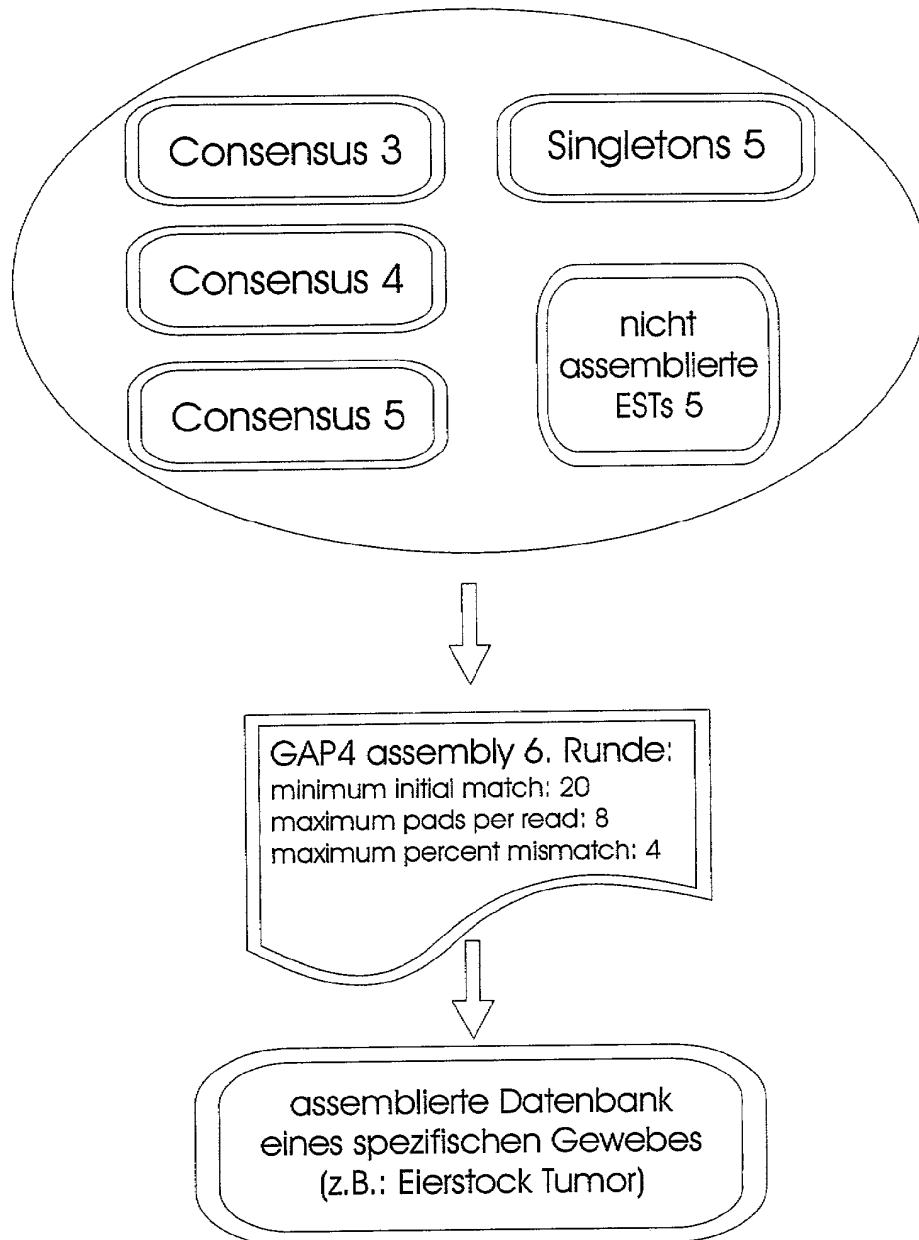 Consensus 3
Singletons 5
Consensus 4
nicht
assemblierte
ESTs 5
Consensus 5
GAP4 assembly 6. Runde:
minimum initial match: 20
maximum pads per read: 8
maximum percent mismatch: 4
assemblierte Datenbank
eines spezifischen Gewebes
(z.B.: Eierstock Tumor)